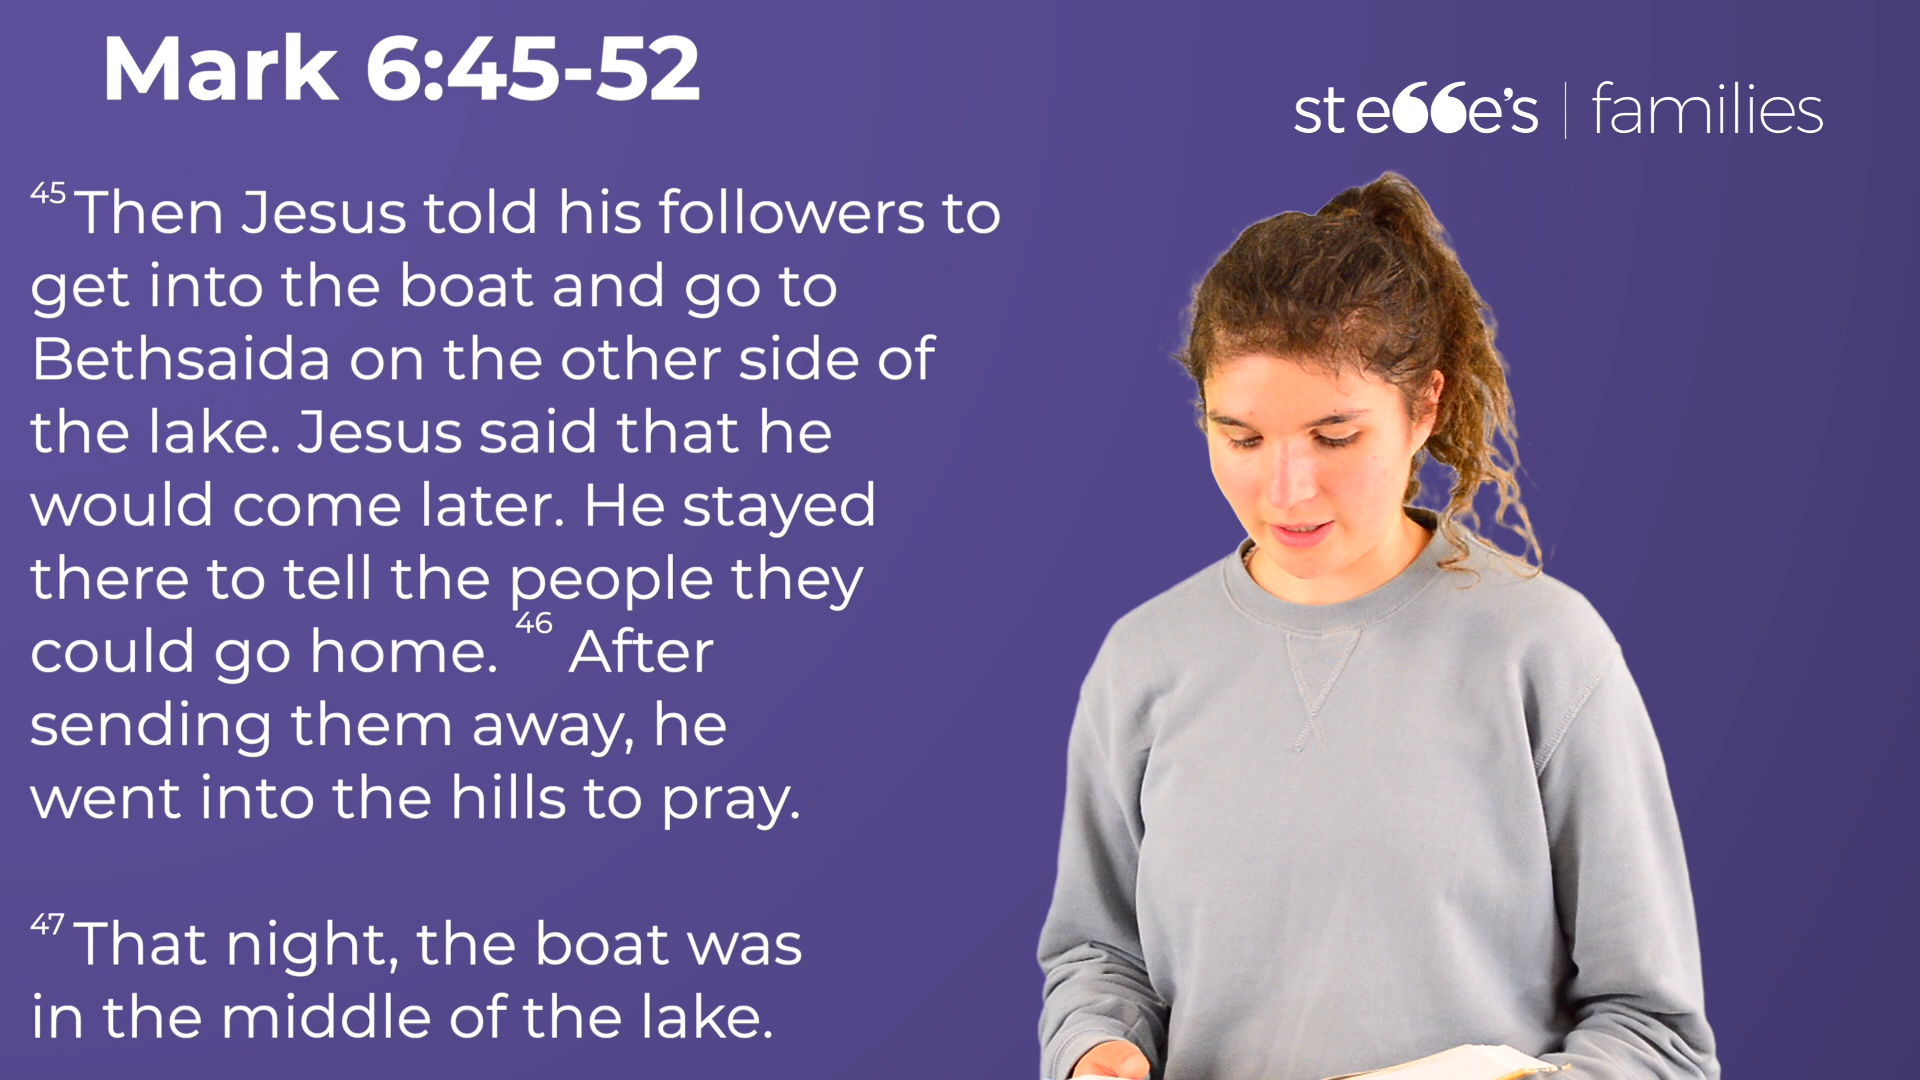 Mark 6:45-52
st ebbe's | families
45 Then Jesus told his followers to
get into the boat and go to
Bethsaida on the other side of
the lake. Jesus said that he
would come later. He stayed
there to tell the people they
could go home. 46 After
sending them away, he
went into the hills to pray.
47 That night, the boat was
in the middle of the lake.